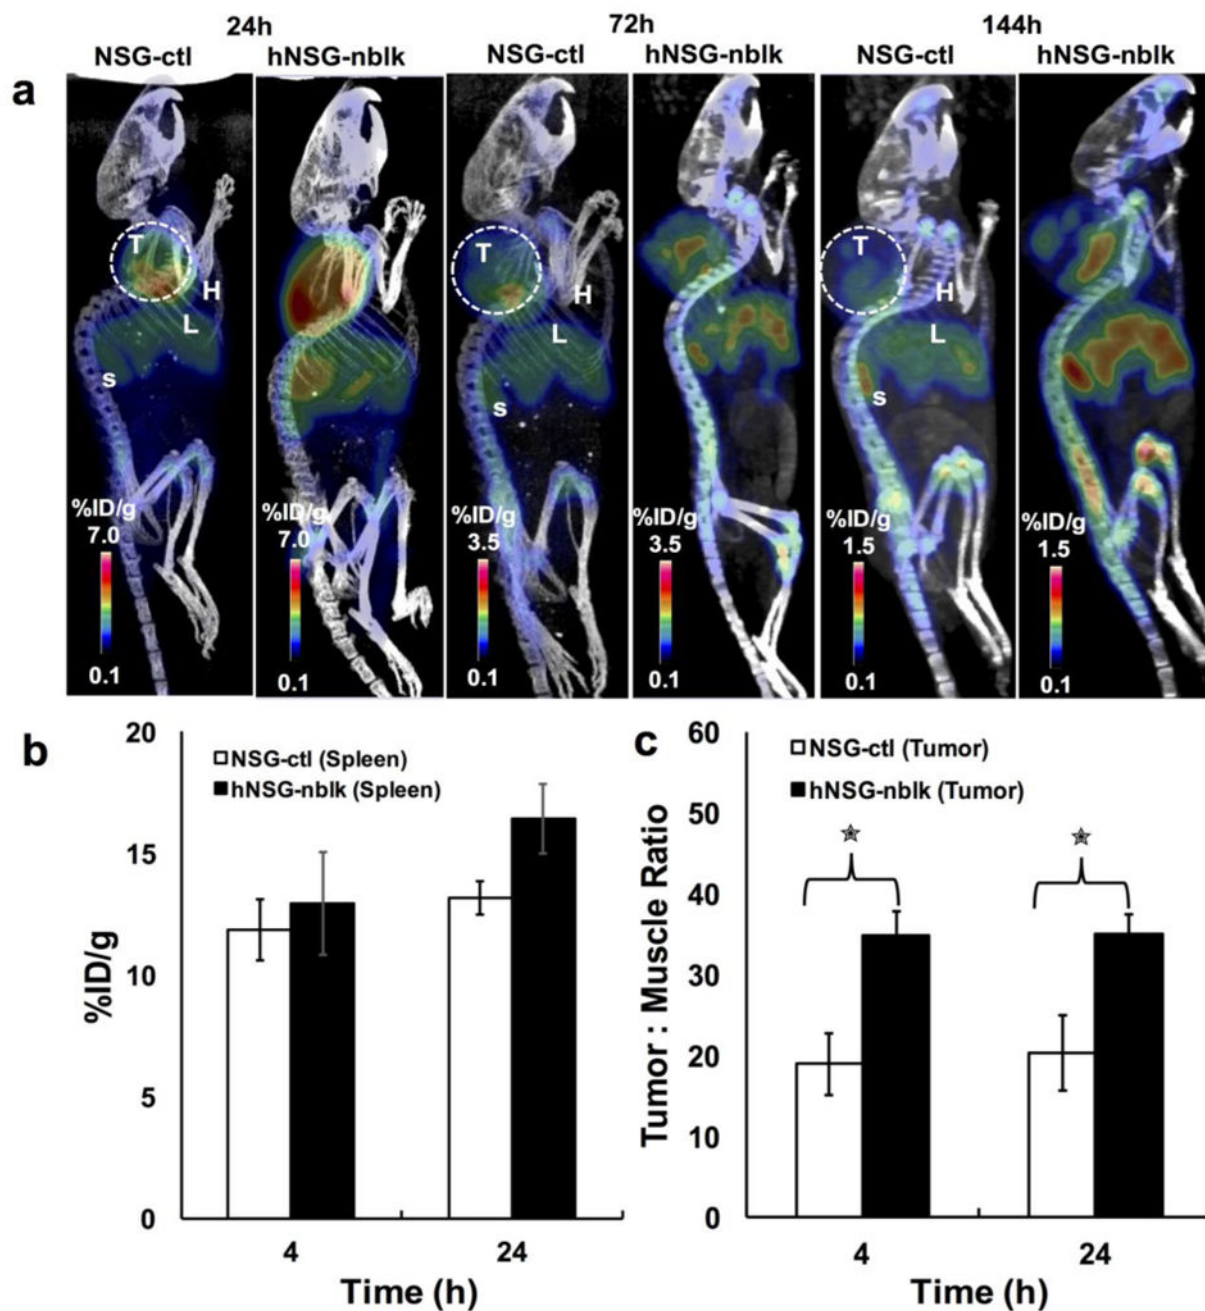 24h 72h 144h
NSG-ctl hNSG-nblk NSG-ctl hNSG-nblk NSG-ctl hNSG-nblk
a
T T T
H H H
L L L
s s s
%ID/g %ID/g %ID/g %ID/g %ID/g %ID/g
7.0 7.0 3.5 3.5 1.5 1.5
0.1 0.1 0.1 0.1 0.1 0.1
b
NSG-ctl (Spleen)
hNSG-nblk (Spleen)
%ID/g
20
15
10
5
0
4 24
Time (h)
c
NSG-ctl (Tumor)
hNSG-nblk (Tumor)
Tumor : Muscle Ratio
60
50
40
30
20
10
0
4 24
Time (h)